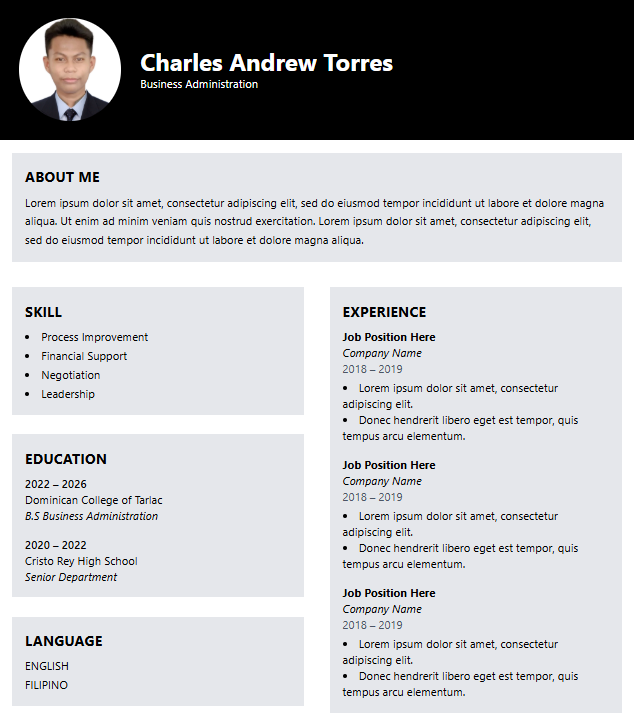 Charles Andrew Torres
Business Administration
ABOUT ME
Lorem ipsum dolor sit amet, consectetur adipiscing elit, sed do eiusmod tempor incididunt ut labore et dolore magna
aliqua. Ut enim ad minim veniam quis nostrud exercitation. Lorem ipsum dolor sit amet, consectetur adipiscing elit,
sed do eiusmod tempor incididunt ut labore et dolore magna aliqua.
SKILL
• Process Improvement
• Financial Support
• Negotiation
• Leadership
EDUCATION
2022 – 2026
Dominican College of Tarlac
B.S Business Administration
2020 – 2022
Cristo Rey High School
Senior Department
LANGUAGE
ENGLISH
FILIPINO
EXPERIENCE
Job Position Here
Company Name
2018 – 2019
• Lorem ipsum dolor sit amet, consectetur
adipiscing elit.
• Donec hendrerit libero eget est tempor, quis
tempus arcu elementum.
Job Position Here
Company Name
2018 – 2019
• Lorem ipsum dolor sit amet, consectetur
adipiscing elit.
• Donec hendrerit libero eget est tempor, quis
tempus arcu elementum.
Job Position Here
Company Name
2018 – 2019
• Lorem ipsum dolor sit amet, consectetur
adipiscing elit.
• Donec hendrerit libero eget est tempor, quis
tempus arcu elementum.